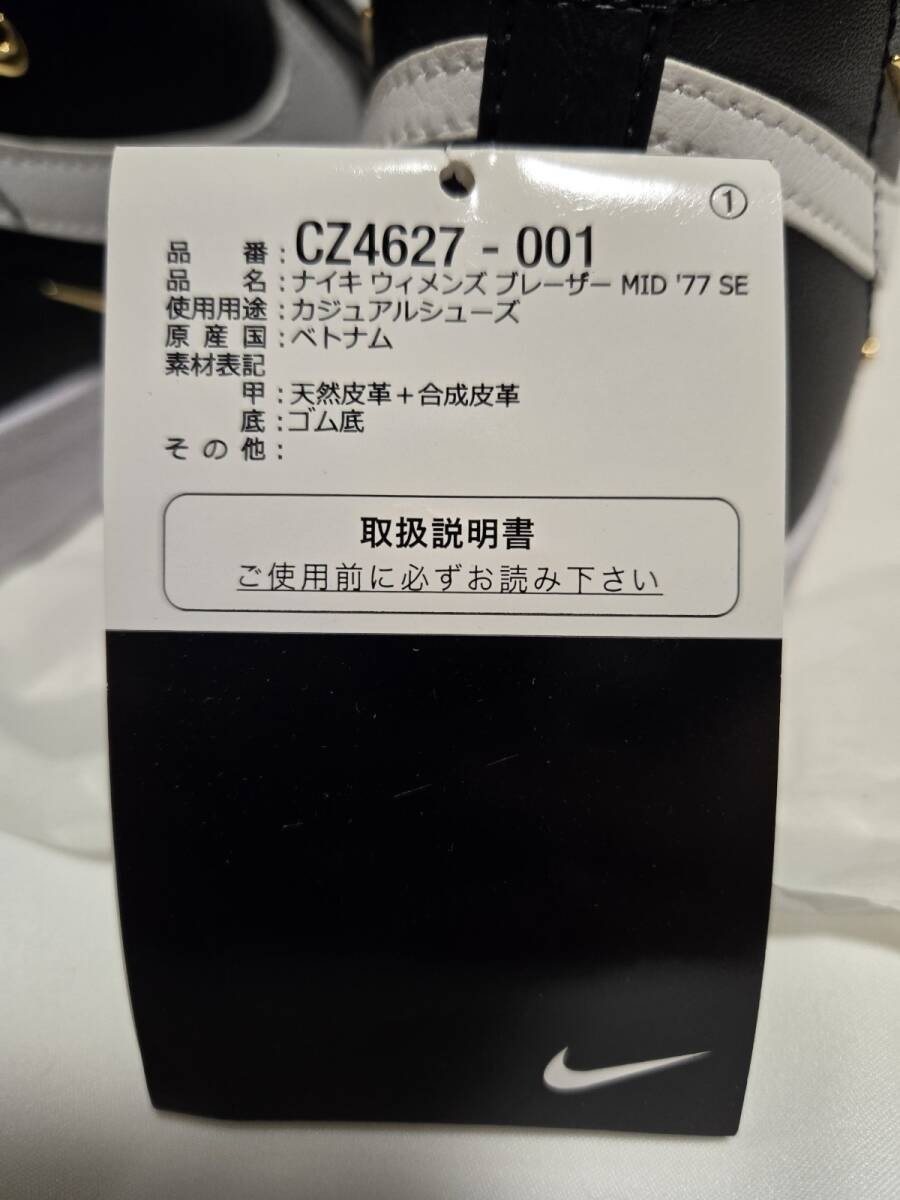 ①
品 番 : CZ4627 - 001
品 名 : ナイキ ウィメンズ ブレーザー MID '77 SE
使用用途 : カジュアルシューズ
原 産 国 : ベトナム
素材表記
甲 : 天然皮革＋合成皮革
底 : ゴム底
そ の 他 :
取扱説明書
ご使用前に必ずお読み下さい